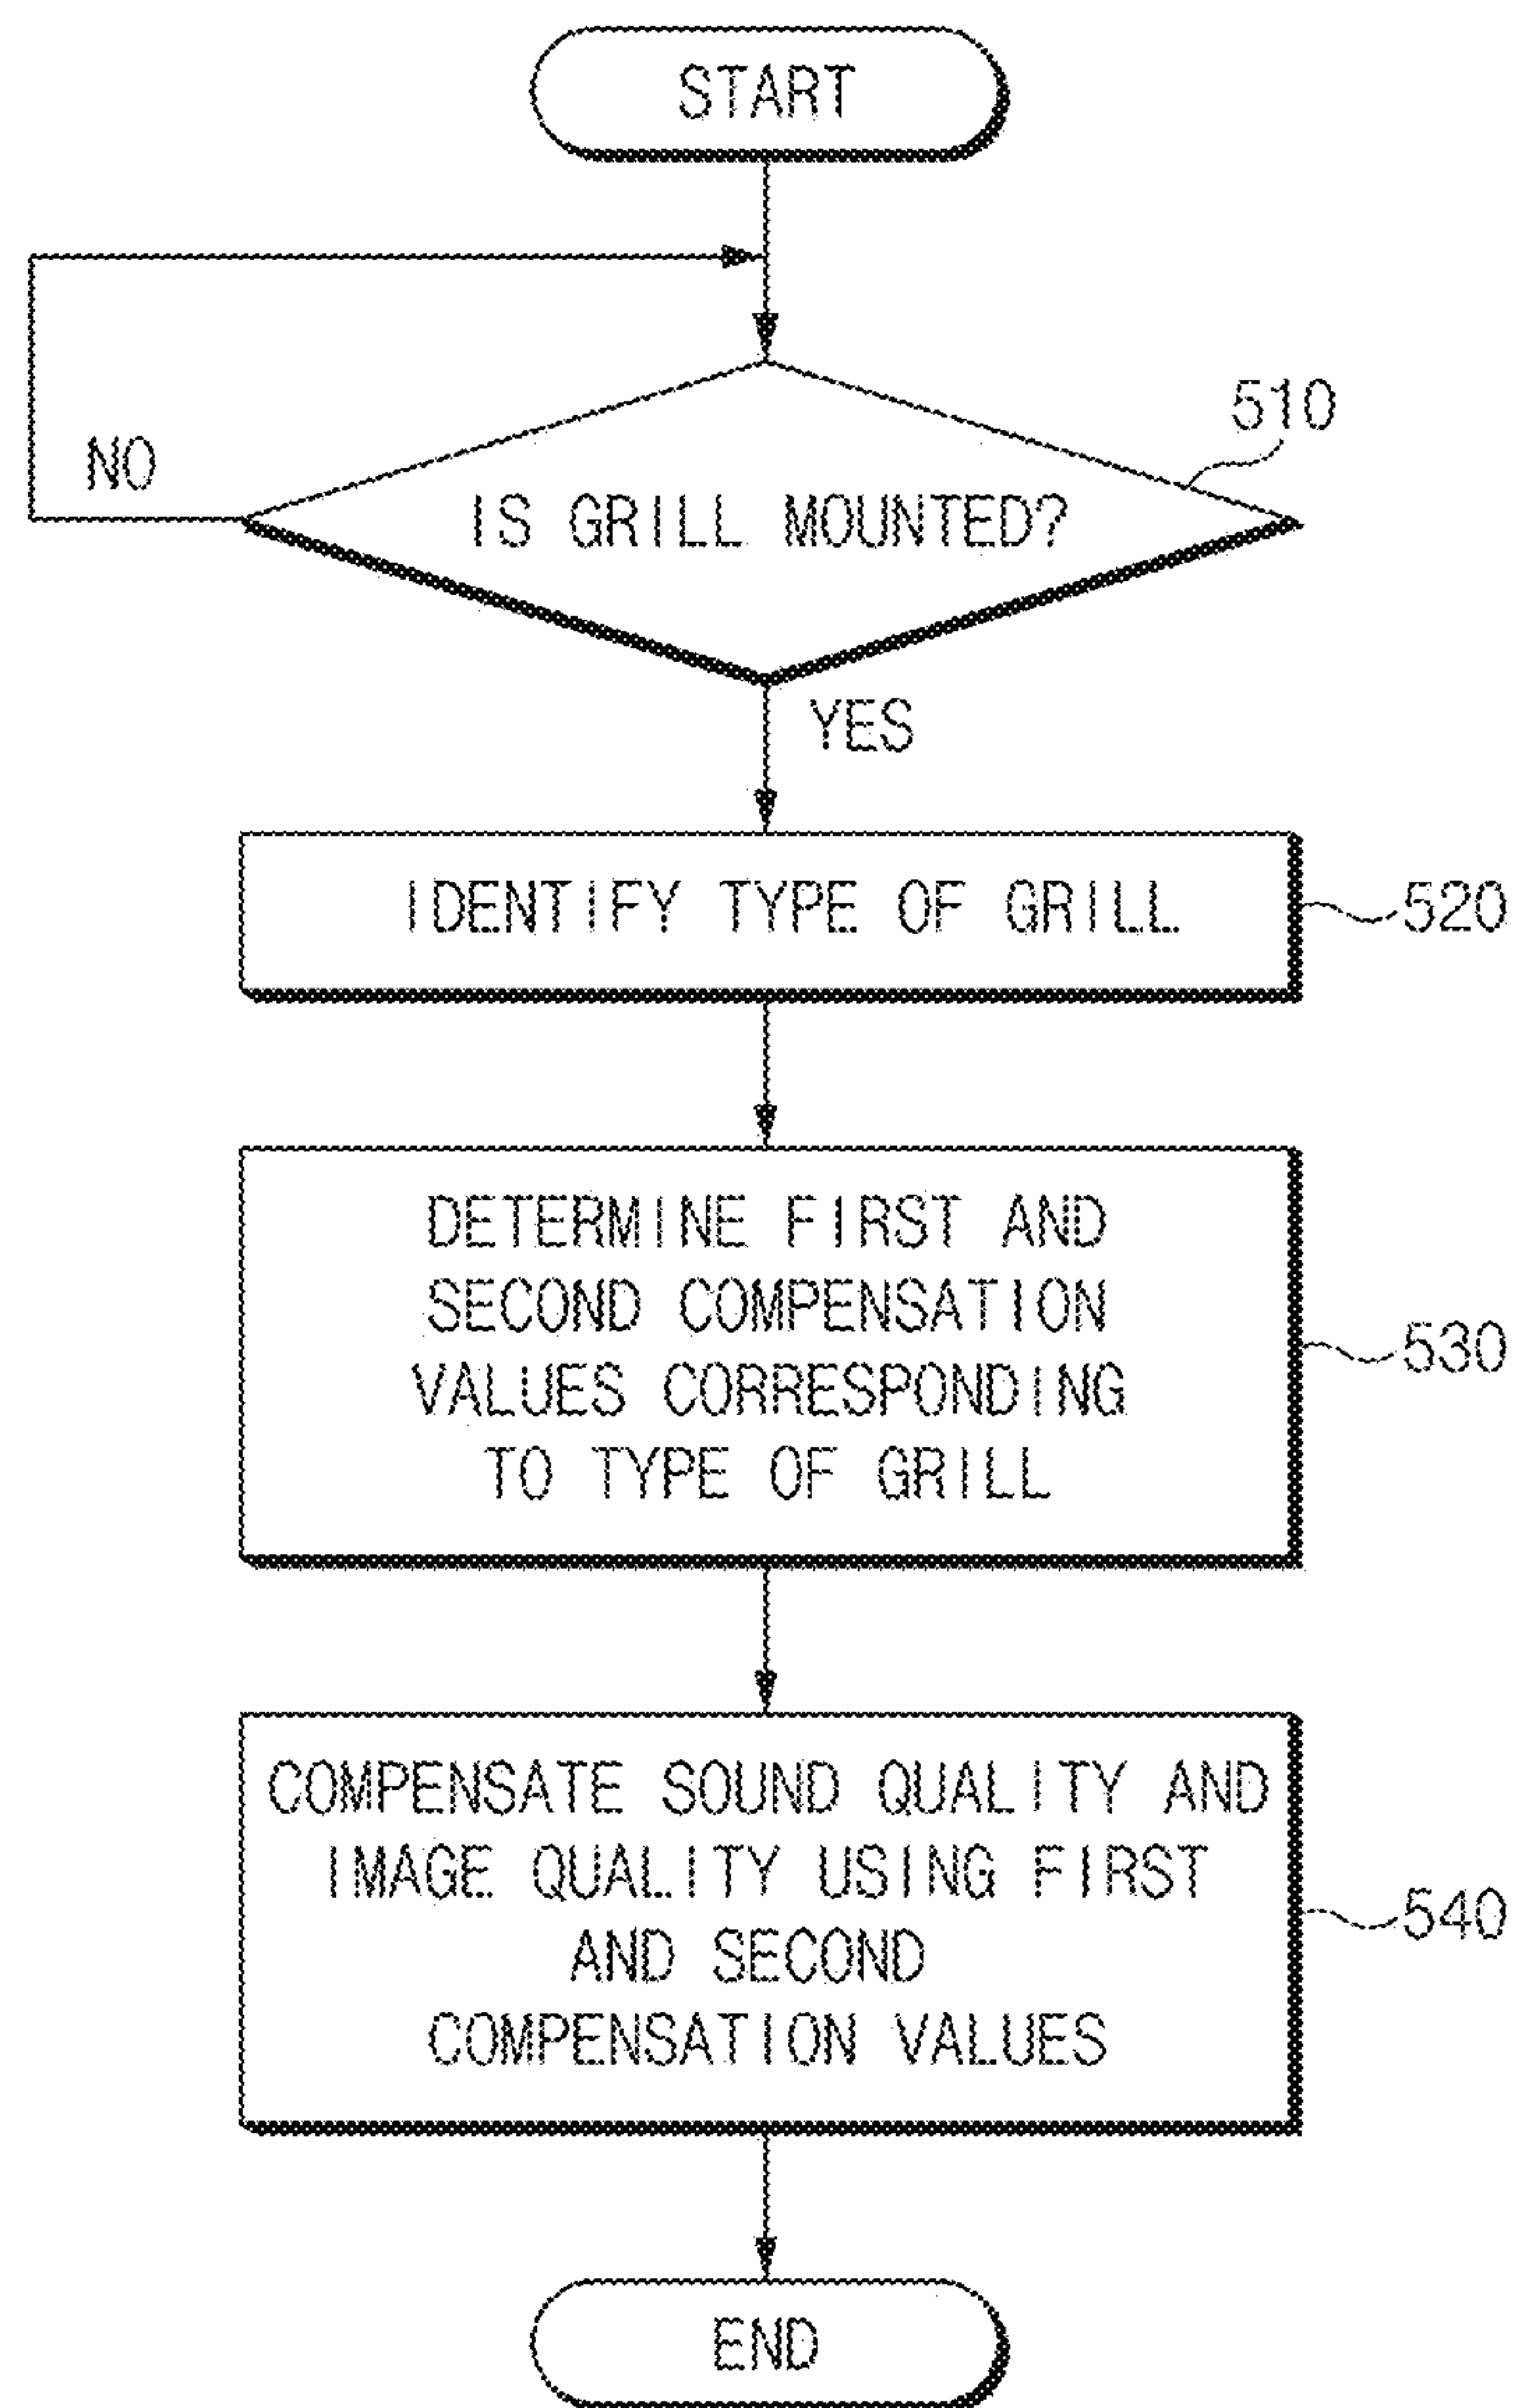 START
510
NO
IS GRILL MOUNTED?
YES
IDENTIFY TYPE OF GRILL
520
DETERMINE FIRST AND
SECOND COMPENSATION
VALUES CORRESPONDING
TO TYPE OF GRILL
530
COMPENSATE SOUND QUALITY AND
IMAGE QUALITY USING FIRST
AND SECOND
COMPENSATION VALUES
540
END